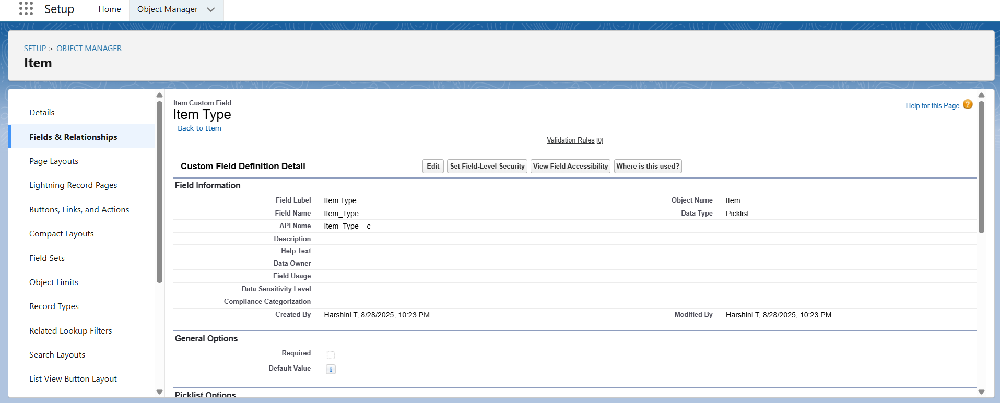 Setup Home Object Manager
SETUP > OBJECT MANAGER
Item
Details
Fields & Relationships
Page Layouts
Lightning Record Pages
Buttons, Links, and Actions
Compact Layouts
Field Sets
Object Limits
Record Types
Related Lookup Filters
Search Layouts
List View Button Layout
Item Custom Field
Item Type
Back to Item
Help for this Page ?
Validation Rules [0]
Custom Field Definition Detail Edit Set Field-Level Security View Field Accessibility Where is this used?
Field Information
Field Label Item Type Object Name Item
Field Name Item_Type Data Type Picklist
API Name Item_Type__c
Description
Help Text
Data Owner
Field Usage
Data Sensitivity Level
Compliance Categorization
Created By Harshini T, 8/28/2025, 10:23 PM Modified By Harshini T, 8/28/2025, 10:23 PM
General Options
Required
Default Value i
Picklist Options